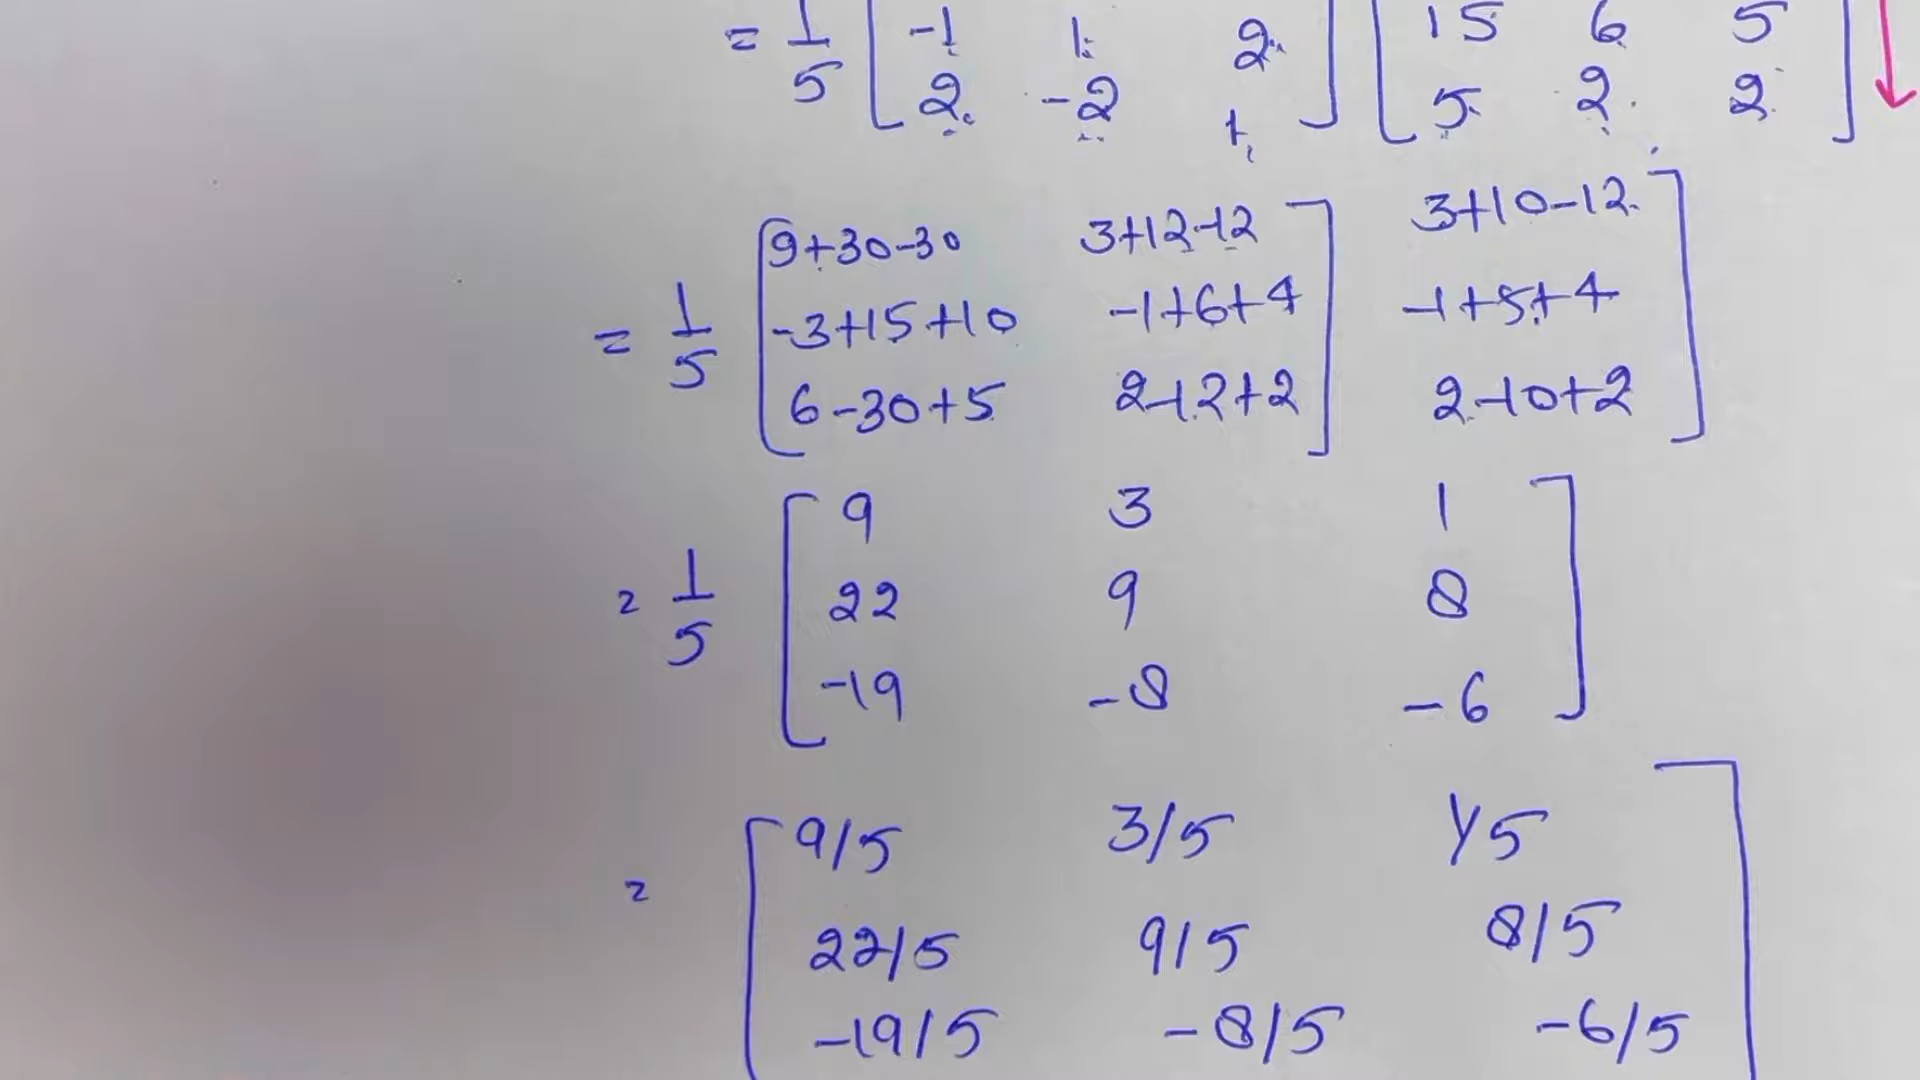 = 1/5 [ -1 1 2 ] [ 15 6 5 ]
[ 2 -2 1 ] [ 5 2 2 ]
[ 9+30-30 3+12-12 ] 3+10-12 ]
= 1/5 [ -3+15+10 -1+6+4 ] -1+5+4 ]
[ 6-30+5 2-12+2 ] 2-10+2 ]
[ 9 3 1 ]
= 1/5 [ 22 9 8 ]
[ -19 -8 -6 ]
[ 9/5 3/5 1/5 ]
= [ 22/5 9/5 8/5 ]
[ -19/5 -8/5 -6/5 ]